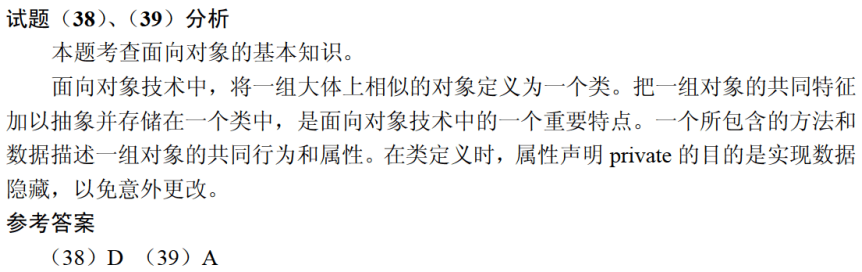 试题（38）、（39）分析
本题考查面向对象的基本知识。
面向对象技术中，将一组大体上相似的对象定义为一个类。把一组对象的共同特征
加以抽象并存储在一个类中，是面向对象技术中的一个重要特点。一个所包含的方法和
数据描述一组对象的共同行为和属性。在类定义时，属性声明 private 的目的是实现数据
隐藏，以免意外更改。
参考答案
（38）D （39）A